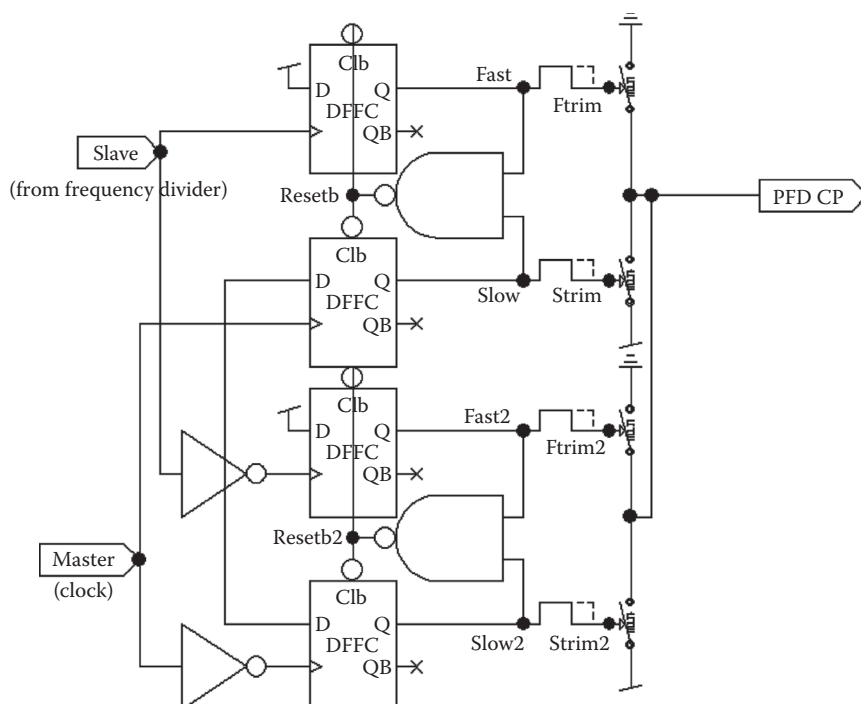 Clb
D Q
DFFC
QB
Fast
Ftrim
Slave
(from frequency divider)
Resetb
PFD CP
Clb
D Q
DFFC
QB
Slow
Strim
Clb
D Q
DFFC
QB
Fast2
Ftrim2
Resetb2
Master
(clock)
Clb
D Q
DFFC
QB
Slow2
Strim2